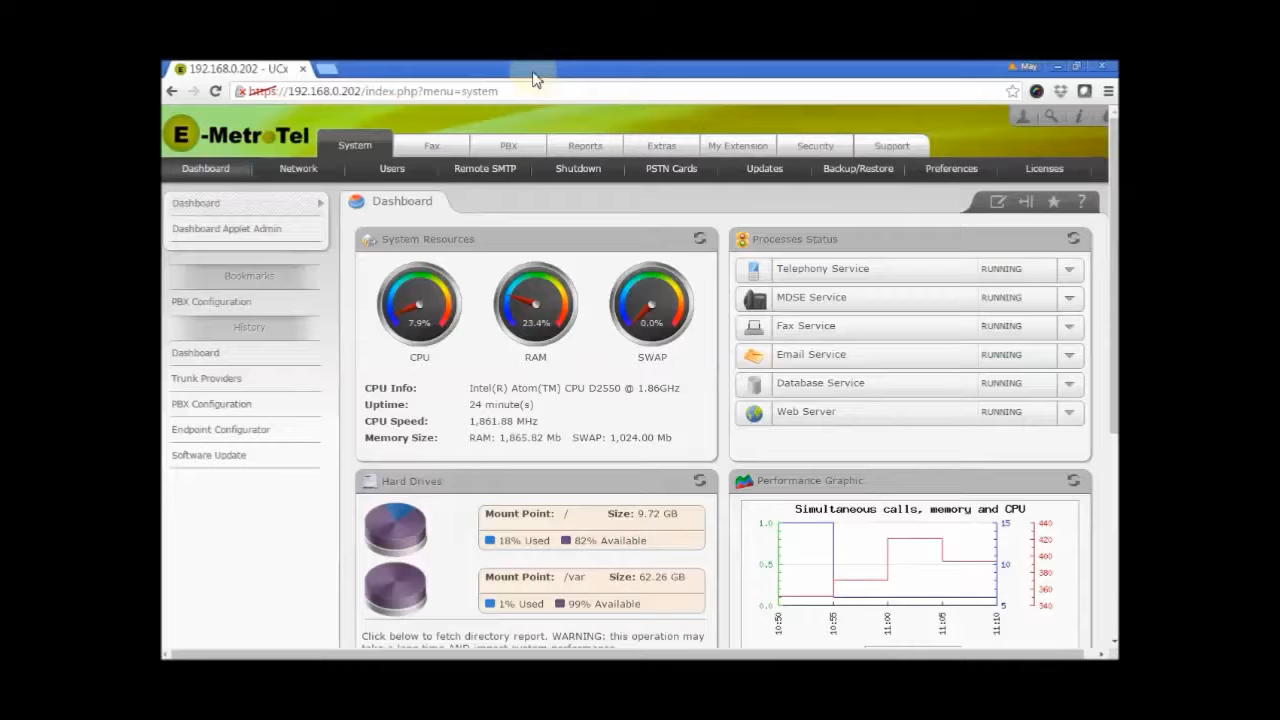 192.168.0.202 - UCx
May
https://192.168.0.202/index.php?menu=system
E-MetroTel
System Fax PBX Reports Extras My Extension Security Support
Dashboard Network Users Remote SMTP Shutdown PSTN Cards Updates Backup/Restore Preferences Licenses
Dashboard
Dashboard Applet Admin
Bookmarks
PBX Configuration
History
Dashboard
Trunk Providers
PBX Configuration
Endpoint Configurator
Software Update
Dashboard
System Resources
7.9% 23.4% 0.0%
CPU RAM SWAP
CPU Info: Intel(R) Atom(TM) CPU D2550 @ 1.86GHz
Uptime: 24 minute(s)
CPU Speed: 1,861.88 MHz
Memory Size: RAM: 1,865.82 Mb SWAP: 1,024.00 Mb
Processes Status
Telephony Service RUNNING
MDSE Service RUNNING
Fax Service RUNNING
Email Service RUNNING
Database Service RUNNING
Web Server RUNNING
Hard Drives
Mount Point: / Size: 9.72 GB
18% Used 82% Available
Mount Point: /var Size: 62.26 GB
1% Used 99% Available
Click below to fetch directory report. WARNING: this operation may
take a long time AND impact system performance.
Performance Graphic
Simultaneous calls, memory and CPU
1.0 15 440
420
0.5 10 400
380
360
0.0 5 340
10:50 10:55 11:00 11:05 11:10